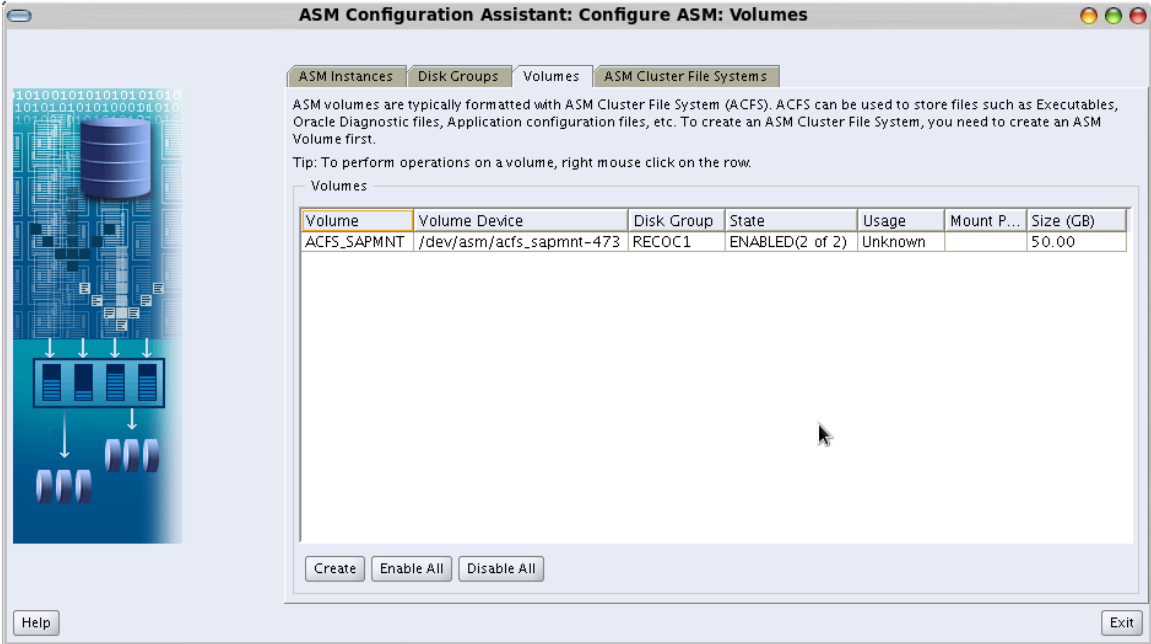 ASM Configuration Assistant: Configure ASM: Volumes
ASM Instances Disk Groups Volumes ASM Cluster File Systems
ASM volumes are typically formatted with ASM Cluster File System (ACFS). ACFS can be used to store files such as Executables,
Oracle Diagnostic files, Application configuration files, etc. To create an ASM Cluster File System, you need to create an ASM
Volume first.
Tip: To perform operations on a volume, right mouse click on the row.
Volumes
Volume Volume Device Disk Group State Usage Mount P... Size (GB)
ACFS_SAPMNT /dev/asm/acfs_sapmnt-473 RECOC1 ENABLED(2 of 2) Unknown 50.00
Create Enable All Disable All
Help Exit